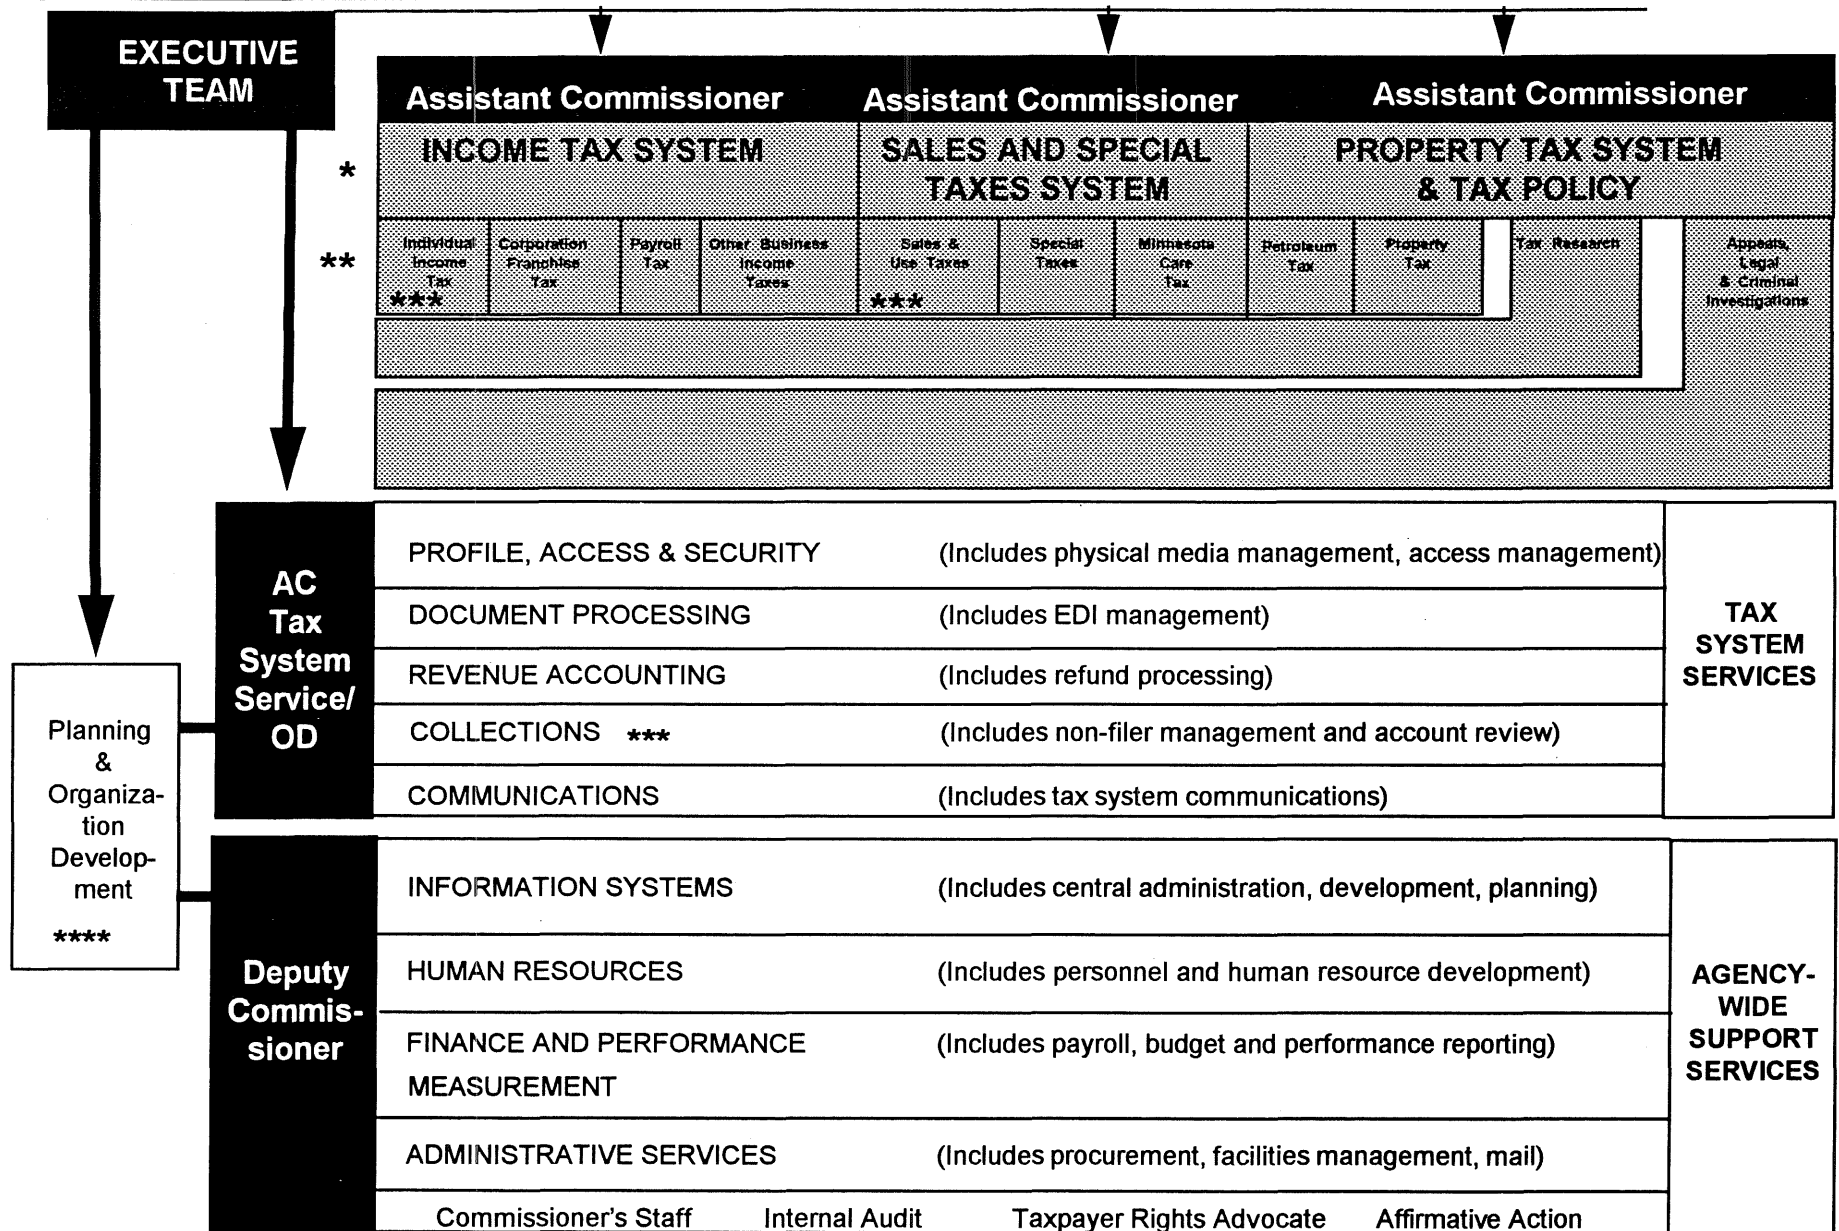 EXECUTIVE
TEAM
Assistant Commissioner
Assistant Commissioner
Assistant Commissioner
*
INCOME TAX SYSTEM
SALES AND SPECIAL
TAXES SYSTEM
PROPERTY TAX SYSTEM
& TAX POLICY
**
Individual
Income
Tax
***
Corporation
Franchise
Tax
Payroll
Tax
Other Business
Income
Taxes
Sales &
Use Taxes
***
Special
Taxes
Minnesota
Care
Tax
Petroleum
Tax
Property
Tax
Tax Research
Appeals,
Legal
& Criminal
Investigations
AC
Tax
System
Service/
OD
PROFILE, ACCESS & SECURITY (Includes physical media management, access management)
DOCUMENT PROCESSING (Includes EDI management)
REVENUE ACCOUNTING (Includes refund processing)
COLLECTIONS *** (Includes non-filer management and account review)
COMMUNICATIONS (Includes tax system communications)
TAX
SYSTEM
SERVICES
Planning
&
Organiza-
tion
Develop-
ment
****
Deputy
Commis-
sioner
INFORMATION SYSTEMS (Includes central administration, development, planning)
HUMAN RESOURCES (Includes personnel and human resource development)
FINANCE AND PERFORMANCE (Includes payroll, budget and performance reporting)
MEASUREMENT
ADMINISTRATIVE SERVICES (Includes procurement, facilities management, mail)
Commissioner's Staff Internal Audit Taxpayer Rights Advocate Affirmative Action
AGENCY-
WIDE
SUPPORT
SERVICES